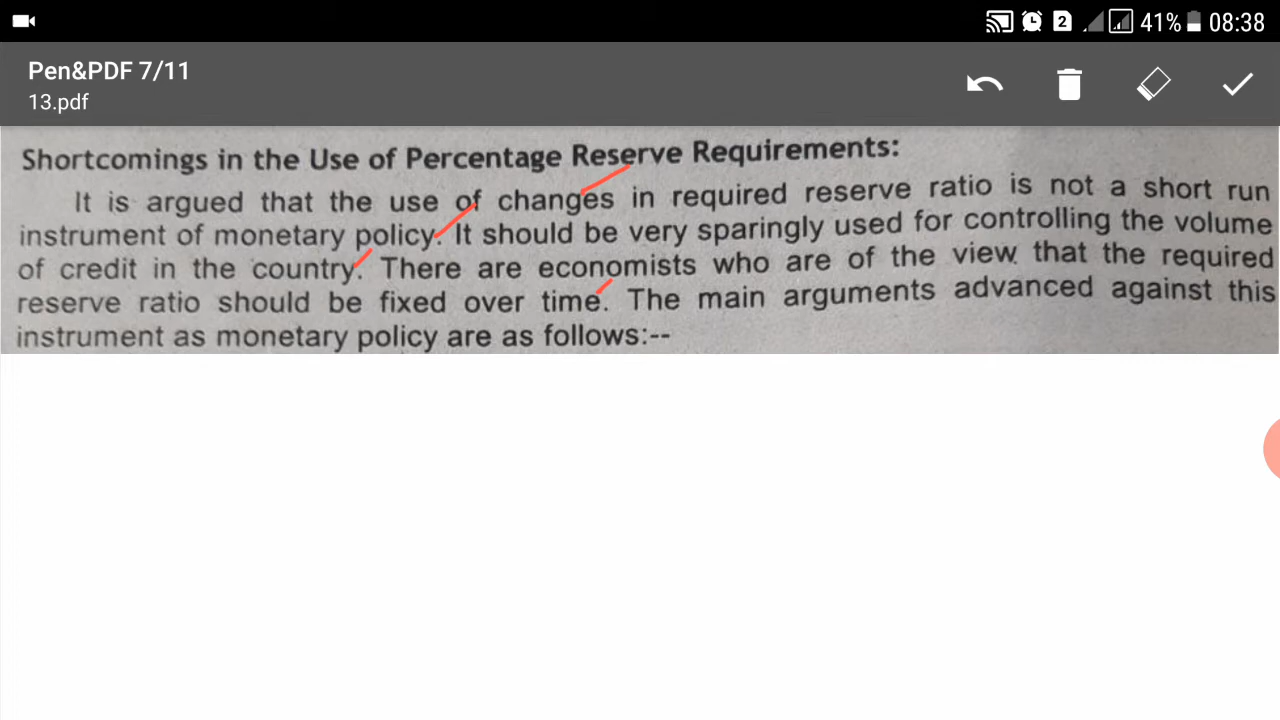 2 41% 08:38
Pen&PDF 7/11
13.pdf
Shortcomings in the Use of Percentage Reserve Requirements:
It is argued that the use of changes in required reserve ratio is not a short run
instrument of monetary policy. It should be very sparingly used for controlling the volume
of credit in the country. There are economists who are of the view that the required
reserve ratio should be fixed over time. The main arguments advanced against this
instrument as monetary policy are as follows:--